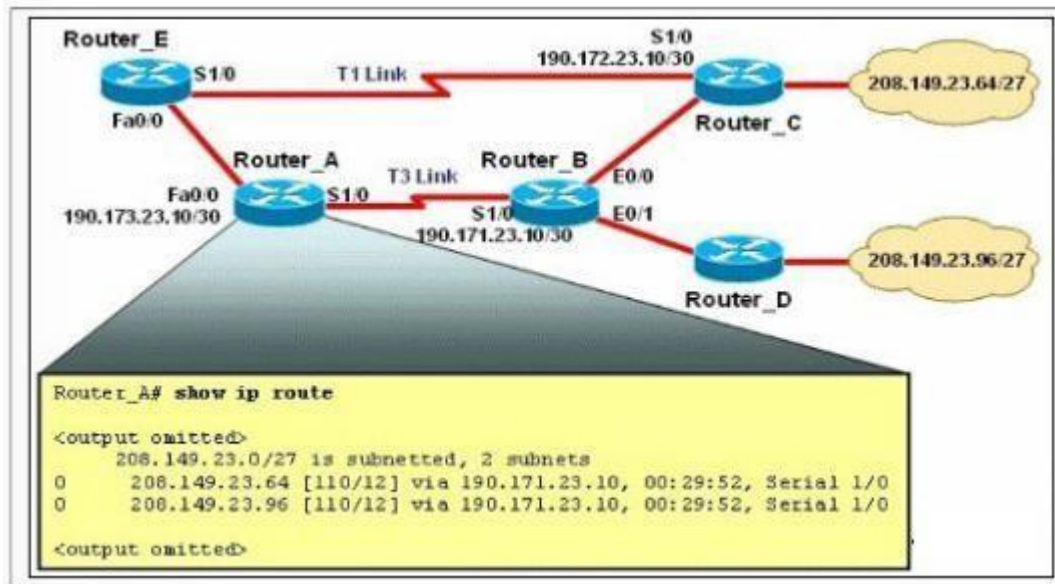 Router_E
S1/0
T1 Link
S1/0
190.172.23.10/30
208.149.23.64/27
Fa0/0
Router_C
Router_A
T3 Link
Router_B
Fa0/0
190.173.23.10/30
S1/0
S1/0
190.171.23.10/30
E0/0
E0/1
208.149.23.96/27
Router_D
Router_A# show ip route
<output omitted>
208.149.23.0/27 is subnetted, 2 subnets
O 208.149.23.64 [110/12] via 190.171.23.10, 00:29:52, Serial 1/0
O 208.149.23.96 [110/12] via 190.171.23.10, 00:29:52, Serial 1/0
<output omitted>